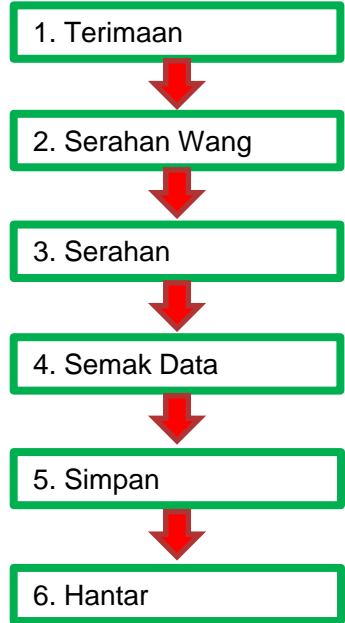 1. Terimaan
2. Serahan Wang
3. Serahan
4. Semak Data
5. Simpan
6. Hantar